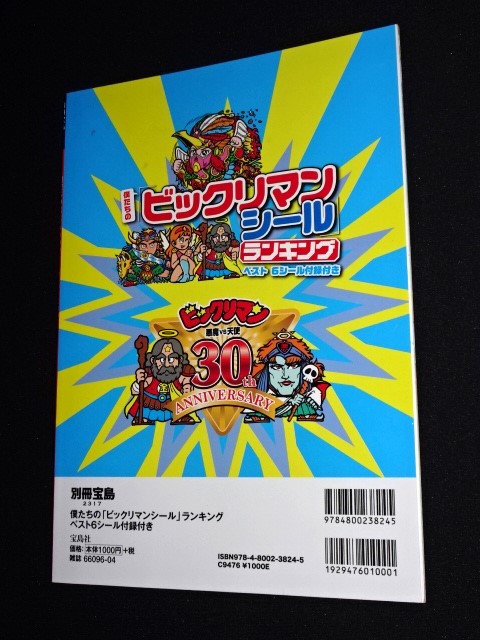 僕たちの
ビックリマン
シール
ランキング
ベスト6シール付録付き
ビックリマン
悪魔VS天使
30th
ANNIVERSARY
別冊宝島
2317
僕たちの「ビックリマンシール」ランキング
ベスト6シール付録付き
宝島社
価格:本体1000円+税
雑誌 66096-04
ISBN978-4-8002-3824-5
C9476 ¥1000E
9784800238245
1929476010001